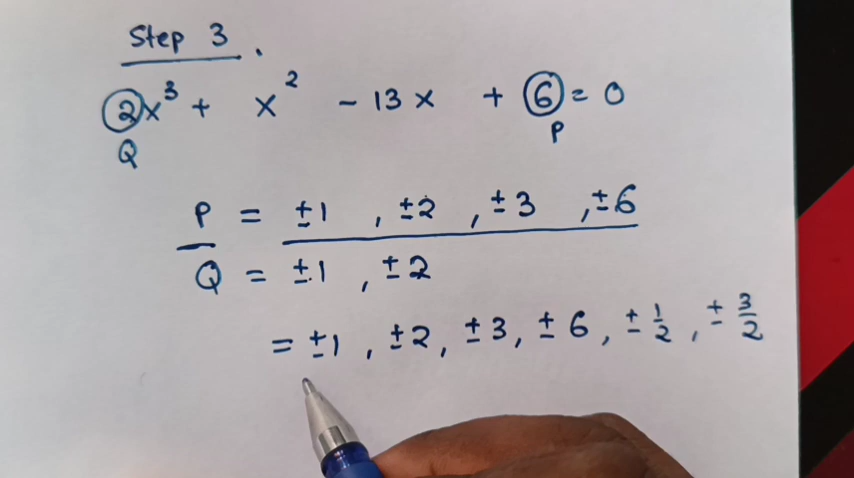 Step 3.
2x³ + x² - 13x + 6 = 0
Q P
P = ±1, ±2, ±3, ±6
Q = ±1, ±2
= ±1, ±2, ±3, ±6, ±1/2, ±3/2